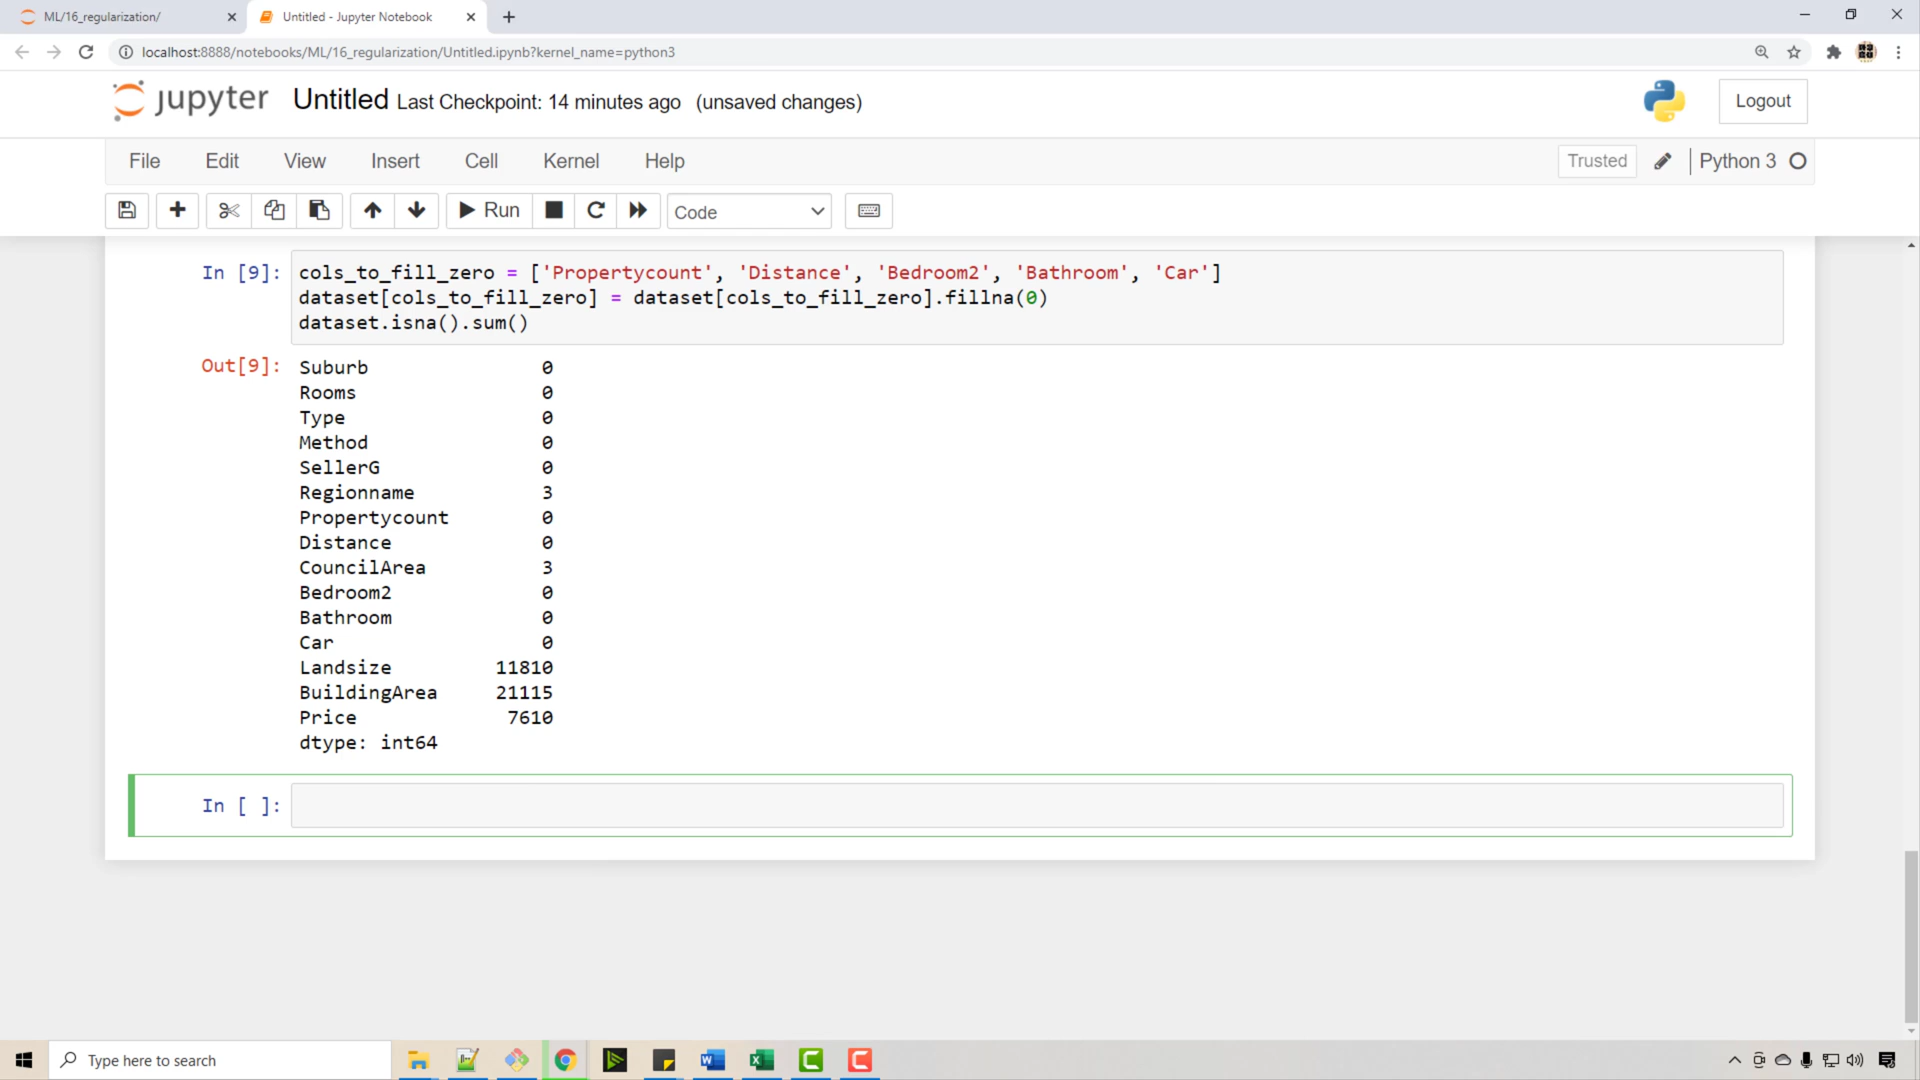 ML/16_regularization/
Untitled - Jupyter Notebook
localhost:8888/notebooks/ML/16_regularization/Untitled.ipynb?kernel_name=python3
jupyter Untitled Last Checkpoint: 14 minutes ago (unsaved changes)
Logout
File Edit View Insert Cell Kernel Help
Trusted Python 3
Run Code
In [9]: cols_to_fill_zero = ['Propertycount', 'Distance', 'Bedroom2', 'Bathroom', 'Car']
dataset[cols_to_fill_zero] = dataset[cols_to_fill_zero].fillna(0)
dataset.isna().sum()
Out[9]: Suburb 0
Rooms 0
Type 0
Method 0
SellerG 0
Regionname 3
Propertycount 0
Distance 0
CouncilArea 3
Bedroom2 0
Bathroom 0
Car 0
Landsize 11810
BuildingArea 21115
Price 7610
dtype: int64
In [ ]:
Type here to search